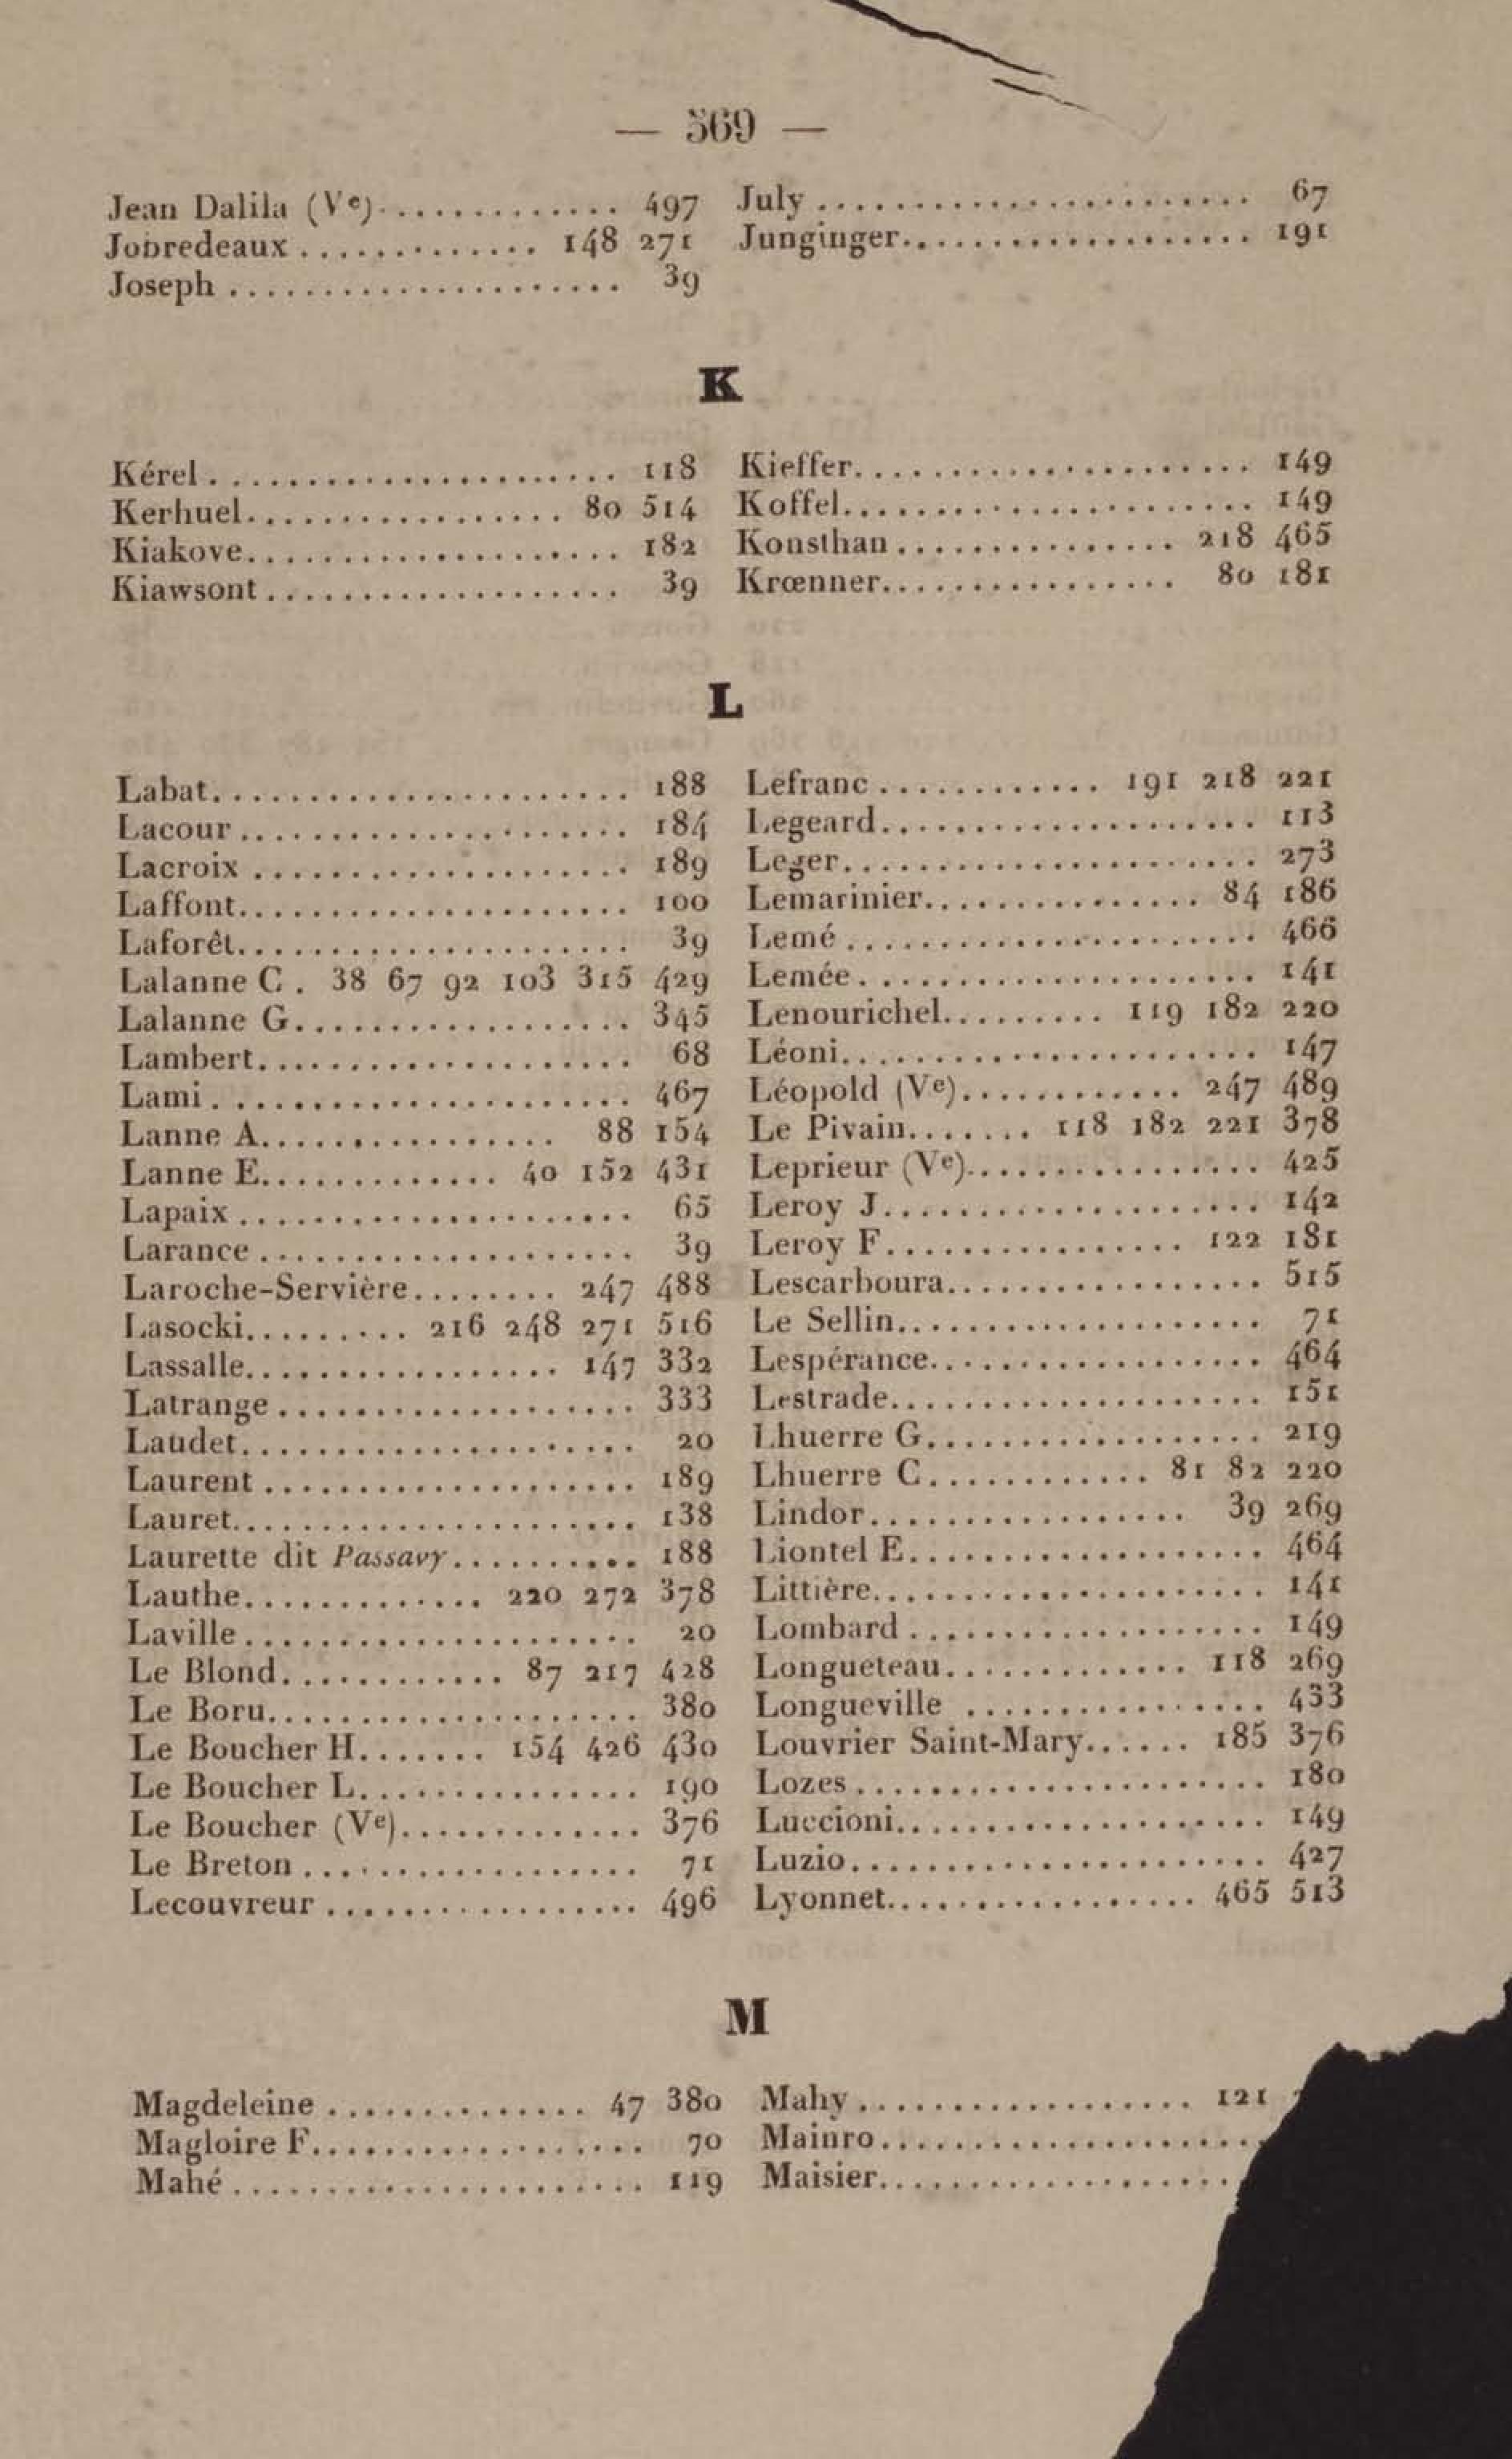 — 569 —
Jean Dalila (Vᵉ)............. 497
Jobredeaux............. 148 271
Joseph..................... 39
July....................... 67
Junginger.................. 191
K
Kérel...................... 118
Kerhuel................. 80 514
Kiakove.................... 182
Kiawsont................... 39
Kieffer..................... 149
Koffel...................... 149
Konsthan............... 218 465
Krœnner................ 80 181
L
Labat...................... 188
Lacour..................... 184
Lacroix.................... 189
Laffont..................... 100
Laforêt..................... 39
Lalanne C. 38 67 92 103 315 429
Lalanne G.................. 345
Lambert.................... 68
Lami....................... 467
Lanne A................ 88 154
Lanne E............. 40 152 431
Lapaix..................... 65
Larance.................... 39
Laroche-Servière........ 247 488
Lasocki......... 216 248 271 516
Lassalle................. 147 332
Latrange................... 333
Laudet..................... 20
Laurent.................... 189
Lauret...................... 138
Laurette dit Passavy.......... 188
Lauthe............. 220 272 378
Laville..................... 20
Le Blond............ 87 217 428
Le Boru.................... 380
Le Boucher H....... 154 426 430
Le Boucher L............... 190
Le Boucher (Vᵉ)............. 376
Le Breton.................. 71
Lecouvreur................. 496
Lefranc............ 191 218 221
Legeard.................... 113
Leger...................... 273
Lemarinier............... 84 186
Lemé...................... 466
Lemée..................... 141
Lenourichel......... 119 182 220
Léoni...................... 147
Léopold (Vᵉ)............ 247 489
Le Pivain....... 118 182 221 378
Leprieur (Vᵉ)................ 425
Leroy J.................... 142
Leroy F................ 122 181
Lescarboura................. 515
Le Sellin................... 71
Lespérance.................. 464
Lestrade.................... 151
Lhuerre G.................. 219
Lhuerre C............ 81 82 220
Lindor................. 39 269
Liontel E................... 464
Littière..................... 141
Lombard................... 149
Longueteau............. 118 269
Longueville................ 433
Louvrier Saint-Mary...... 185 376
Lozes...................... 180
Luccioni.................... 149
Luzio...................... 427
Lyonnet................. 465 513
M
Magdeleine.............. 47 380
Magloire F.................. 70
Mahé...................... 119
Mahy.................. 121
Mainro.....................
Maisier...................